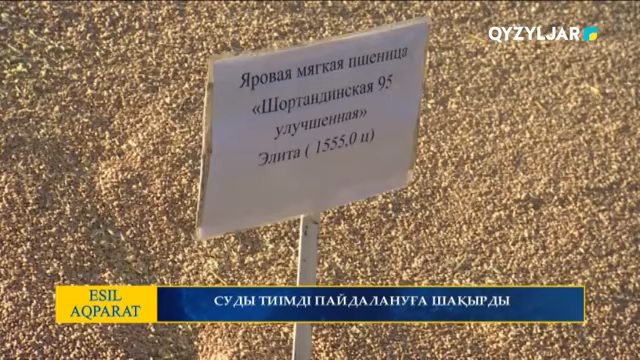 QYZYLJAR
Яровая мягкая пшеница
«Шортандинская 95
улучшенная»
Элита ( 1555,0 ц)
ESIL
AQPARAT
СУДЫ ТИІМДІ ПАЙДАЛАНУҒА ШАҚЫРДЫ